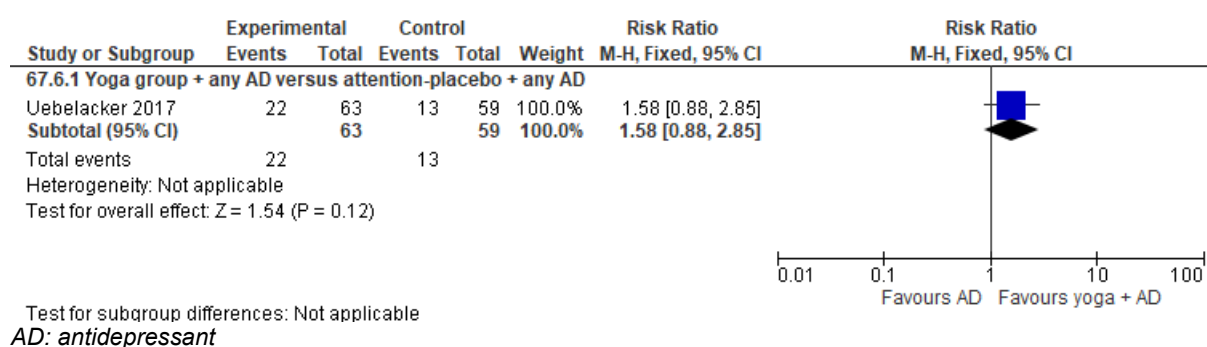 Experimental Control Risk Ratio Risk Ratio
Study or Subgroup Events Total Events Total Weight M-H, Fixed, 95% CI M-H, Fixed, 95% CI
67.6.1 Yoga group + any AD versus attention-placebo + any AD
Uebelacker 2017 22 63 13 59 100.0% 1.58 [0.88, 2.85]
Subtotal (95% CI) 63 59 100.0% 1.58 [0.88, 2.85]
Total events 22 13
Heterogeneity: Not applicable
Test for overall effect: Z = 1.54 (P = 0.12)
0.01 0.1 1 10 100
Favours AD Favours yoga + AD
Test for subgroup differences: Not applicable
AD: antidepressant